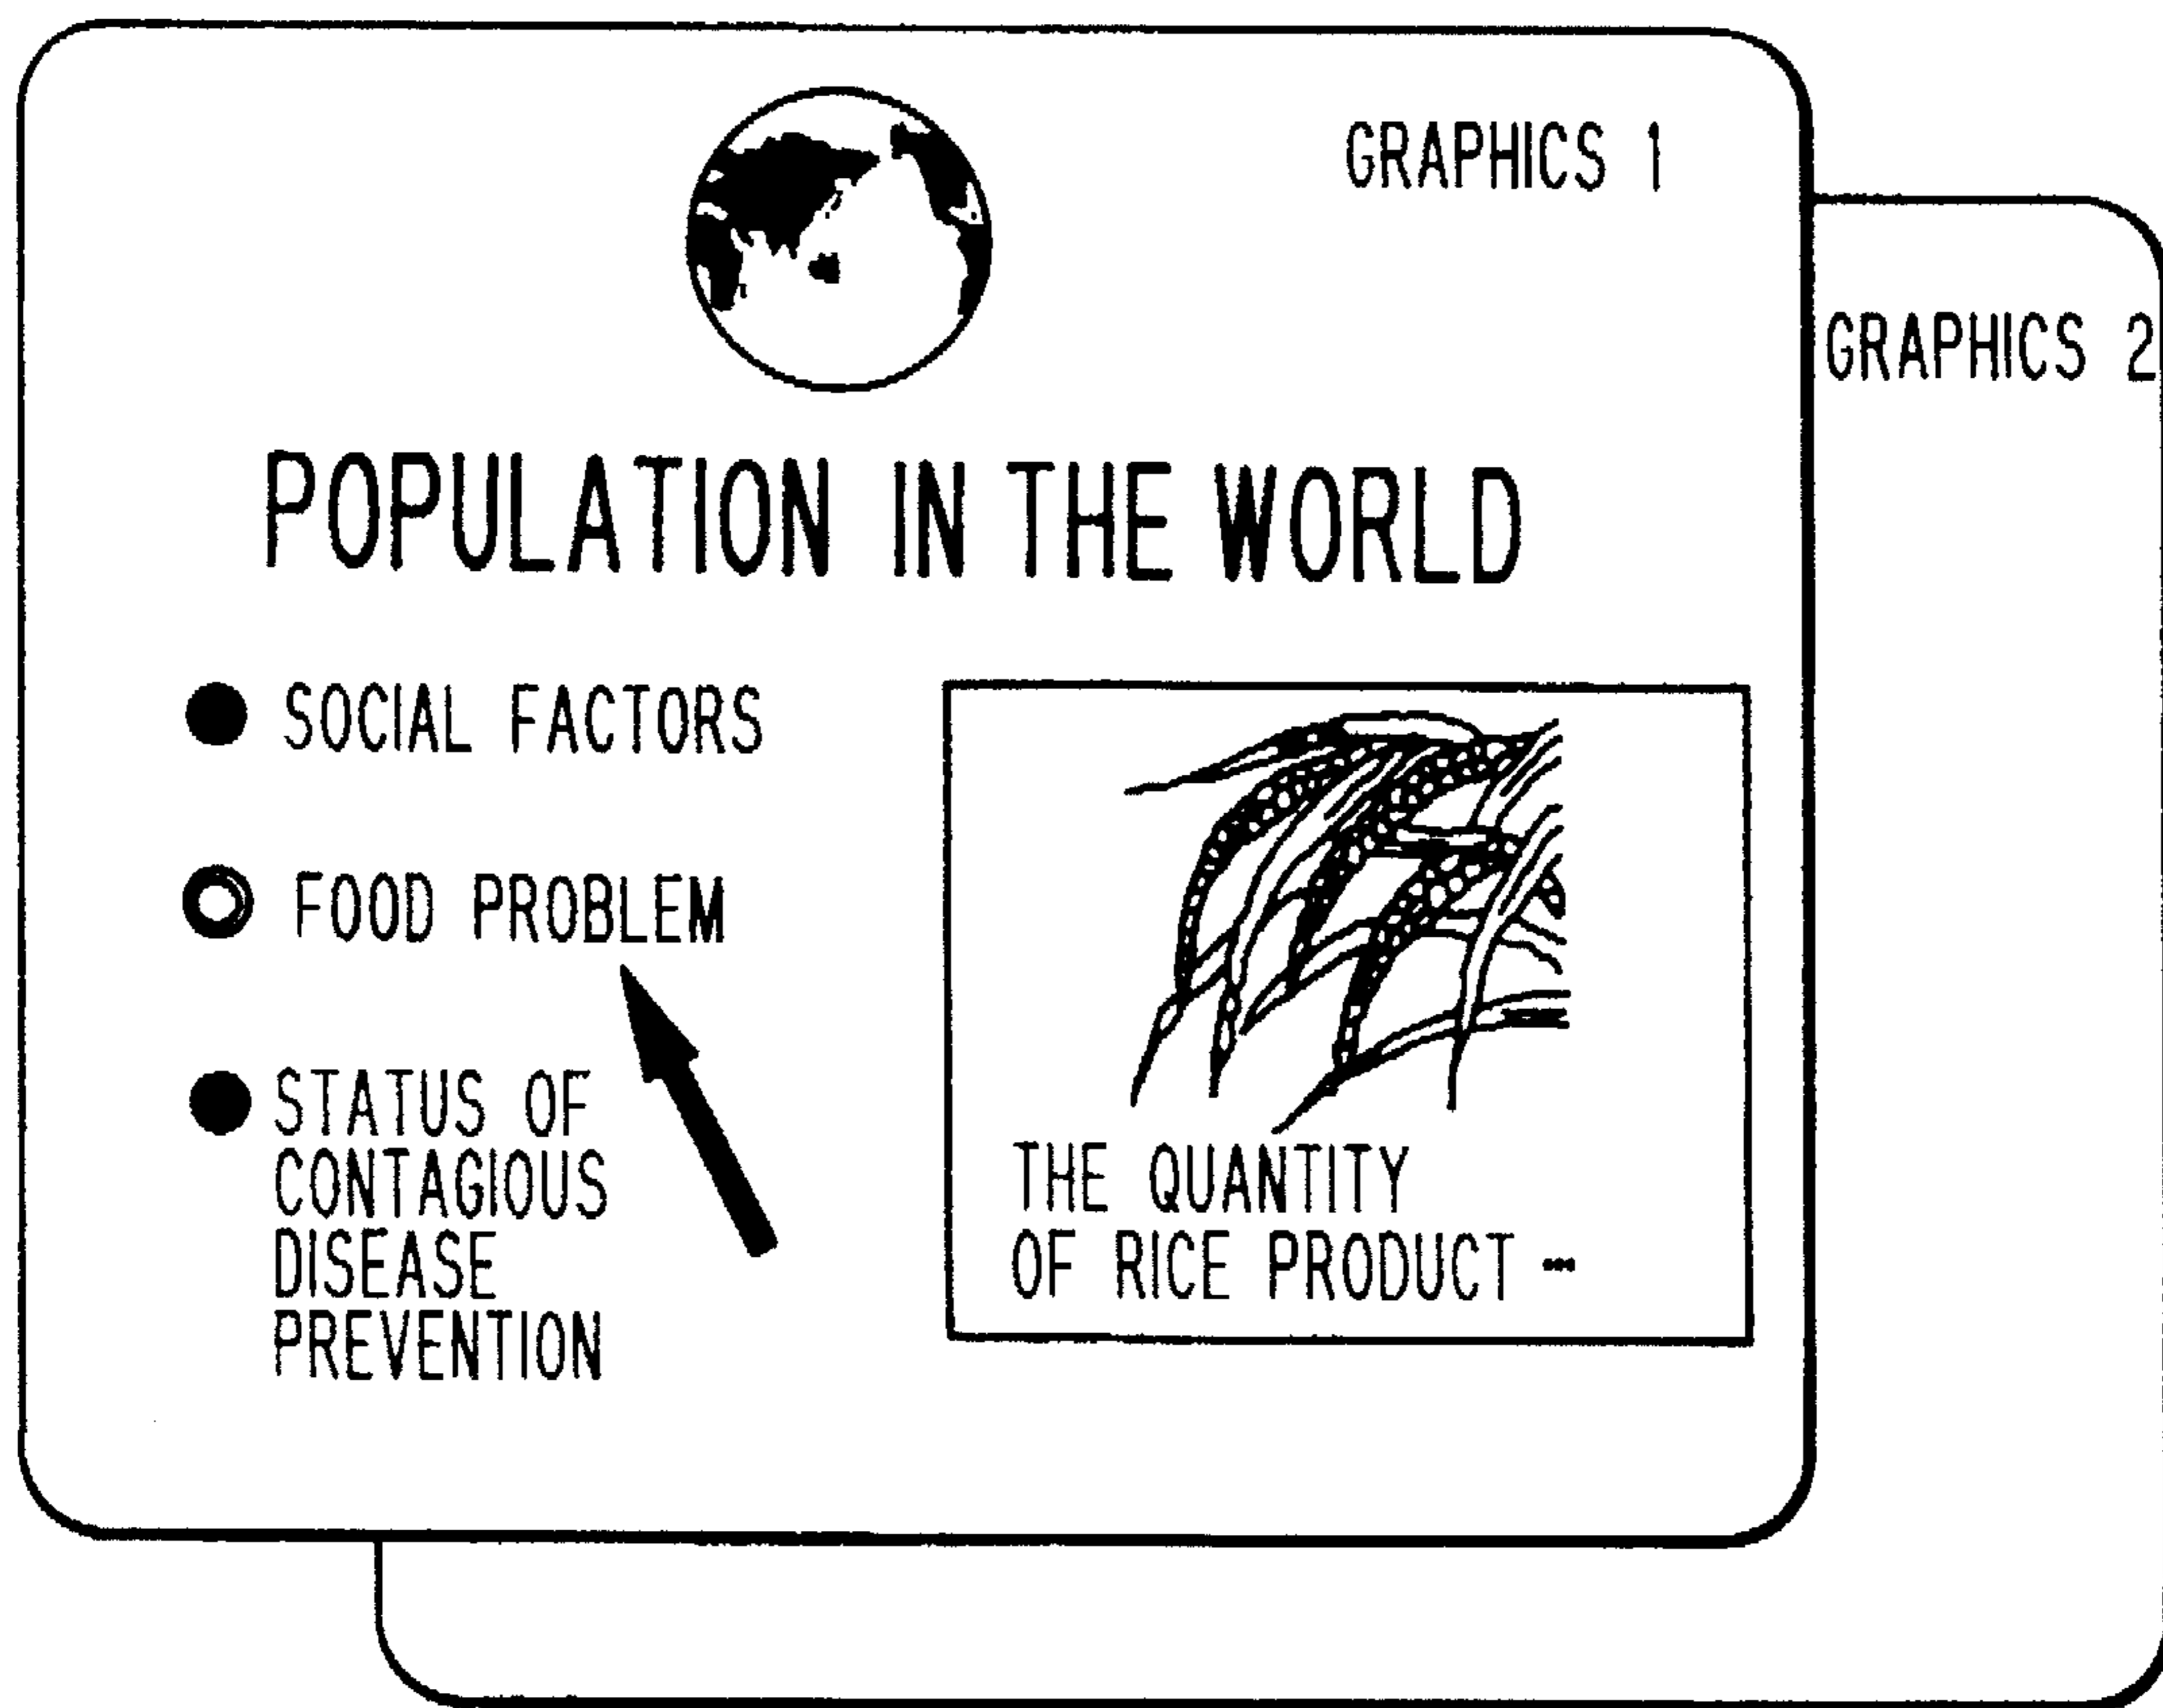 GRAPHICS 1
GRAPHICS 2
POPULATION IN THE WORLD
SOCIAL FACTORS
FOOD PROBLEM
STATUS OF
CONTAGIOUS
DISEASE
PREVENTION
THE QUANTITY
OF RICE PRODUCT ---